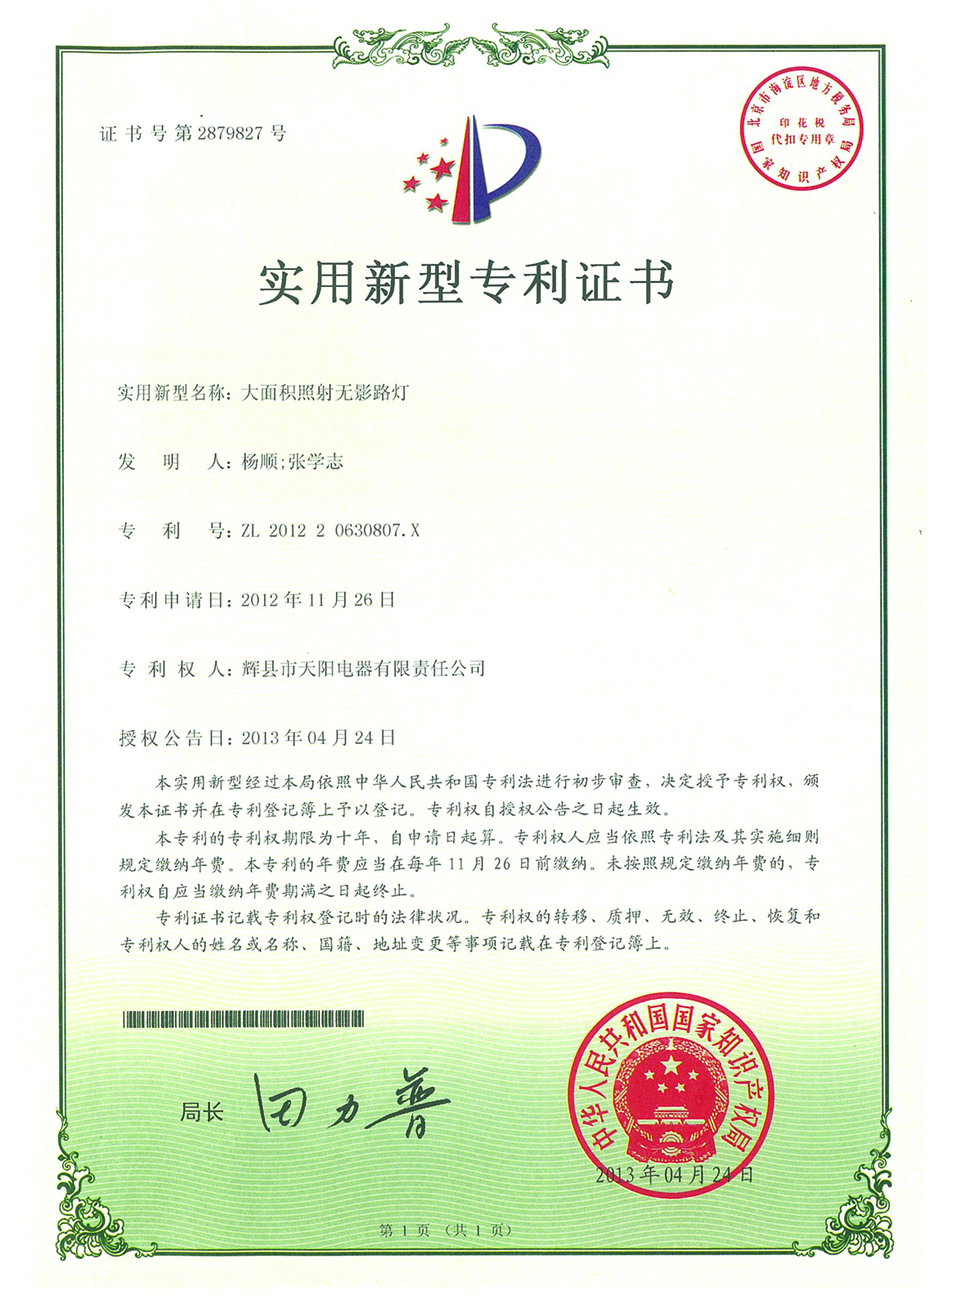 证书号第2879827号
北京市海淀区地方税务局
印花税
代扣专用章
国家知识产权局
实用新型专利证书
实用新型名称：大面积照射无影路灯
发明人：杨顺;张学志
专利号：ZL 2012 2 0630807.X
专利申请日：2012年11月26日
专利权人：辉县市天阳电器有限责任公司
授权公告日：2013年04月24日
本实用新型经过本局依照中华人民共和国专利法进行初步审查，决定授予专利权，颁
发本证书并在专利登记簿上予以登记。专利权自授权公告之日起生效。
本专利的专利权期限为十年，自申请日起算。专利权人应当依照专利法及其实施细则
规定缴纳年费。本专利的年费应当在每年11月26日前缴纳。未按照规定缴纳年费的，专
利权自应当缴纳年费期满之日起终止。
专利证书记载专利权登记时的法律状况。专利权的转移、质押、无效、终止、恢复和
专利权人的姓名或名称、国籍、地址变更等事项记载在专利登记簿上。
局长 田力普
中华人民共和国国家知识产权局
2013年04月24日
第1页（共1页）